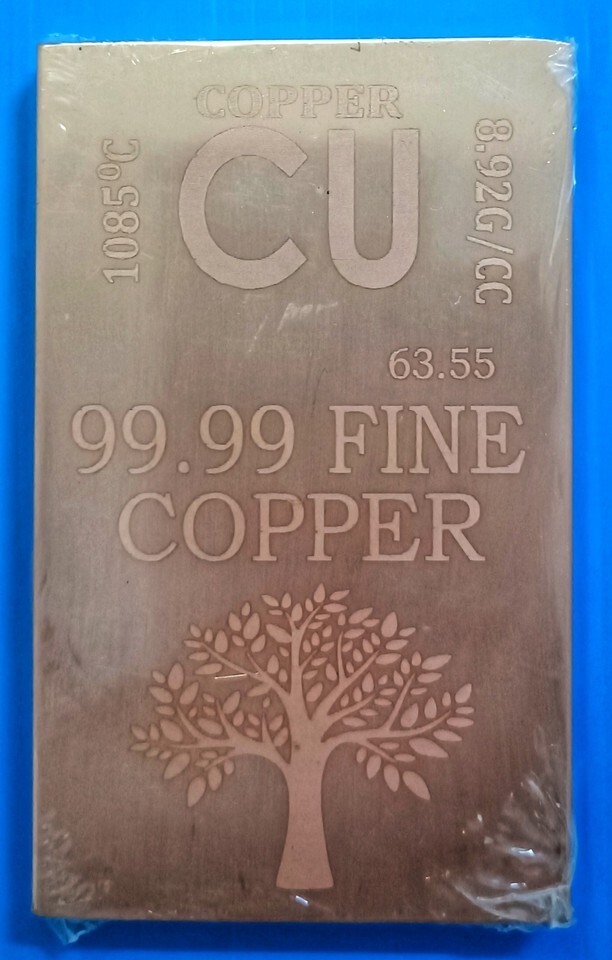 COPPER
CU
1085°C
8.92G/CC
63.55
99.99 FINE
COPPER